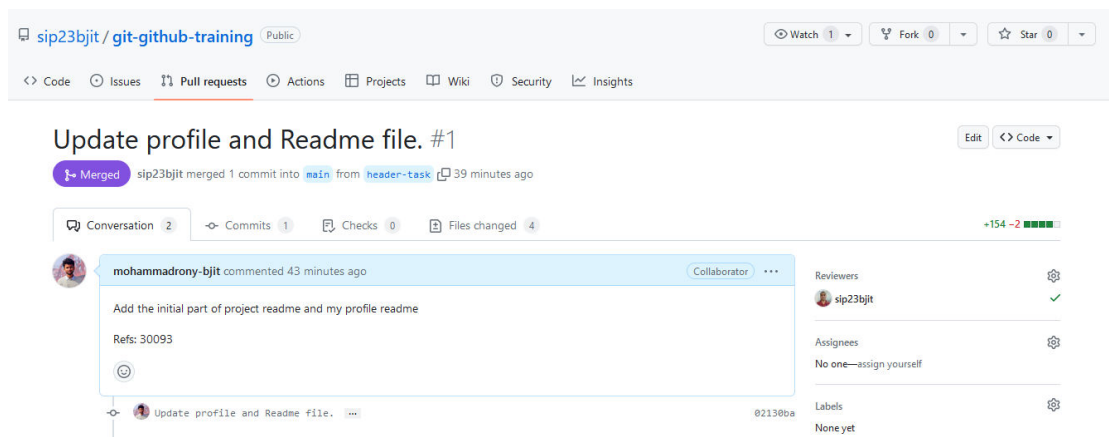 sip23bjit / git-github-training Public
Watch 1 Fork 0 Star 0
Code Issues Pull requests Actions Projects Wiki Security Insights
Update profile and Readme file. #1
Edit <> Code
Merged sip23bjit merged 1 commit into main from header-task 39 minutes ago
Conversation 2 Commits 1 Checks 0 Files changed 4 +154 −2
mohammadrony-bjit commented 43 minutes ago Collaborator ...
Add the initial part of project readme and my profile readme
Refs: 30093
Reviewers
sip23bjit
Assignees
No one—assign yourself
Update profile and Readme file. ... 02130ba
Labels
None yet